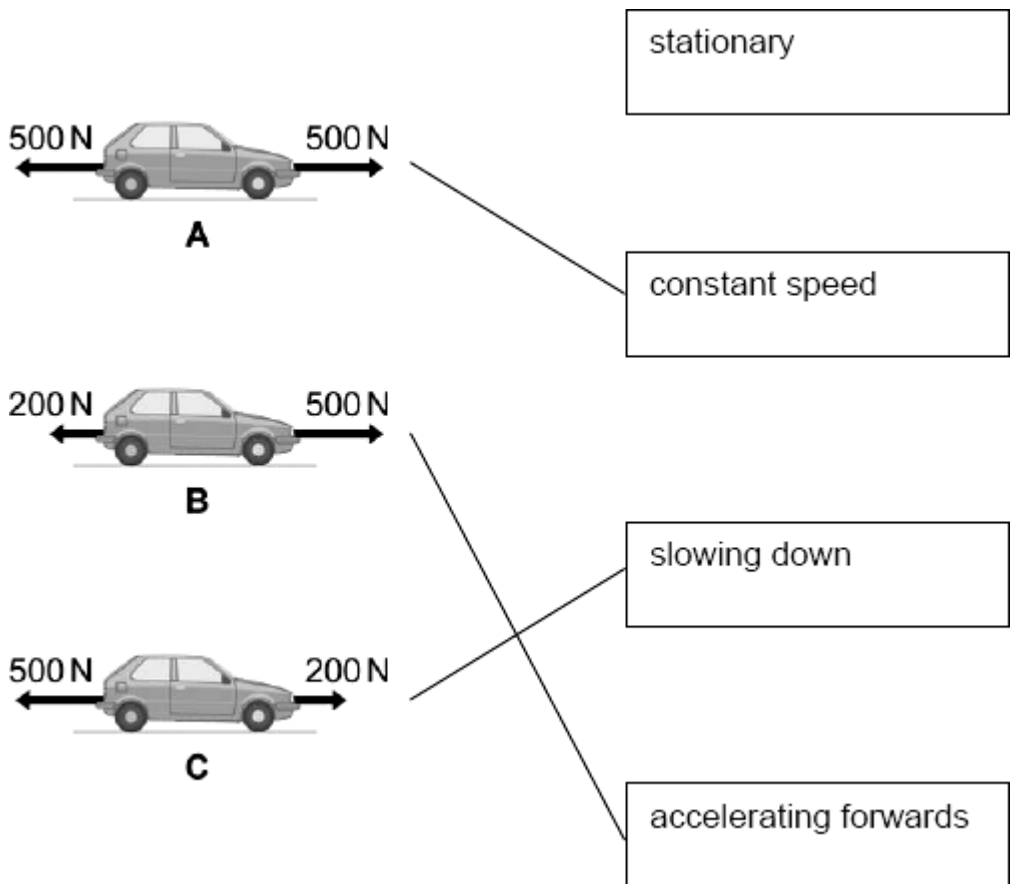 stationary
500 N 500 N
A
constant speed
200 N 500 N
B
slowing down
500 N 200 N
C
accelerating forwards